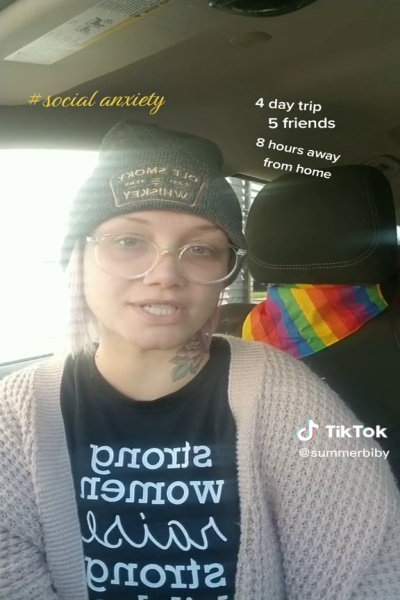 #social anxiety
4 day trip
5 friends
8 hours away
from home
OLE SMOKY
WHISKEY
strong
women
raise
strong
TikTok
@summerbiby